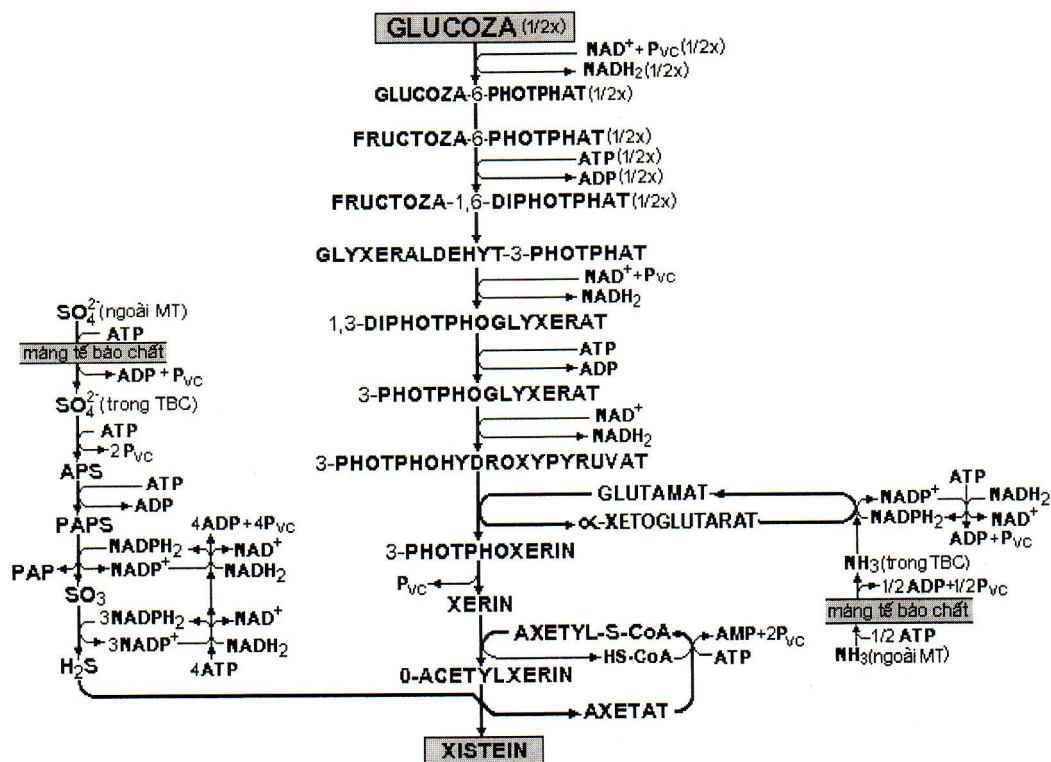 GLUCOZA (1/2x)
NAD⁺ + PVC (1/2x)
NADH₂ (1/2x)
GLUCOZA-6-PHOTPHAT (1/2x)
FRUCTOZA-6-PHOTPHAT (1/2x)
ATP (1/2x)
ADP (1/2x)
FRUCTOZA-1,6-DIPHOTPHAT (1/2x)
GLYXERALDEHYT-3-PHOTPHAT
NAD⁺ + PVC
NADH₂
1,3-DIPHOTPHOGLYXERAT
ATP
ADP
3-PHOTPHOGLYXERAT
NAD⁺
NADH₂
3-PHOTPHOHYDROXYPYRUVAT
GLUTAMAT
α-XETOGLUTARAT
3-PHOTPHOXERIN
PVC
XERIN
AXETYL-S-CoA
HS-CoA
AMP+2PVC
ATP
0-ACETYLXERIN
AXETAT
XISTEIN
SO₄²⁻ (ngoài MT)
ATP
màng tế bào chất
ADP + PVC
SO₄²⁻ (trong TBC)
ATP
2PVC
APS
ATP
ADP
PAPS
4ADP+4PVC
NADPH₂
NAD⁺
PAP
NADP⁺
NADH₂
SO₃
3NADPH₂
NAD⁺
3NADP⁺
NADH₂
H₂S
4ATP
ATP
NADP⁺
NADH₂
NADPH₂
NAD⁺
ADP+PVC
NH₃ (trong TBC)
1/2 ADP+1/2PVC
màng tế bào chất
1/2 ATP
NH₃ (ngoài MT)